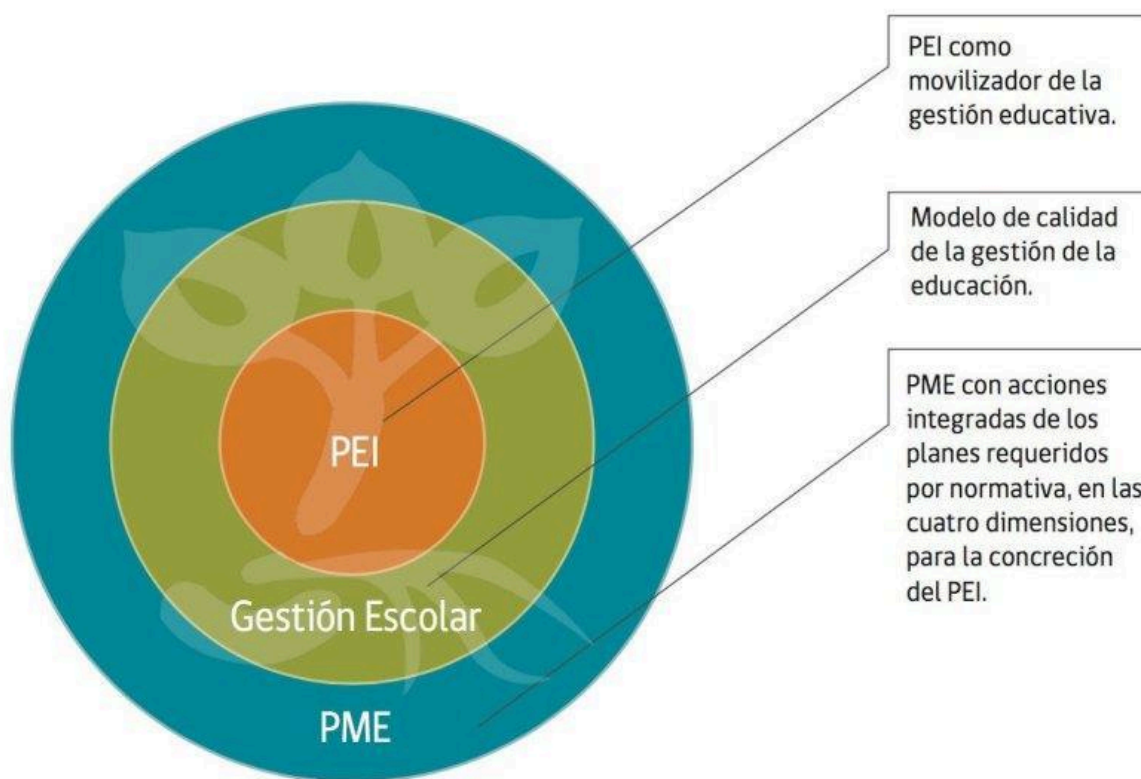 PEI como
movilizador de la
gestión educativa.
Modelo de calidad
de la gestión de la
educación.
PME con acciones
integradas de los
planes requeridos
por normativa, en las
cuatro dimensiones,
para la concreción
del PEI.
PEI
Gestión Escolar
PME